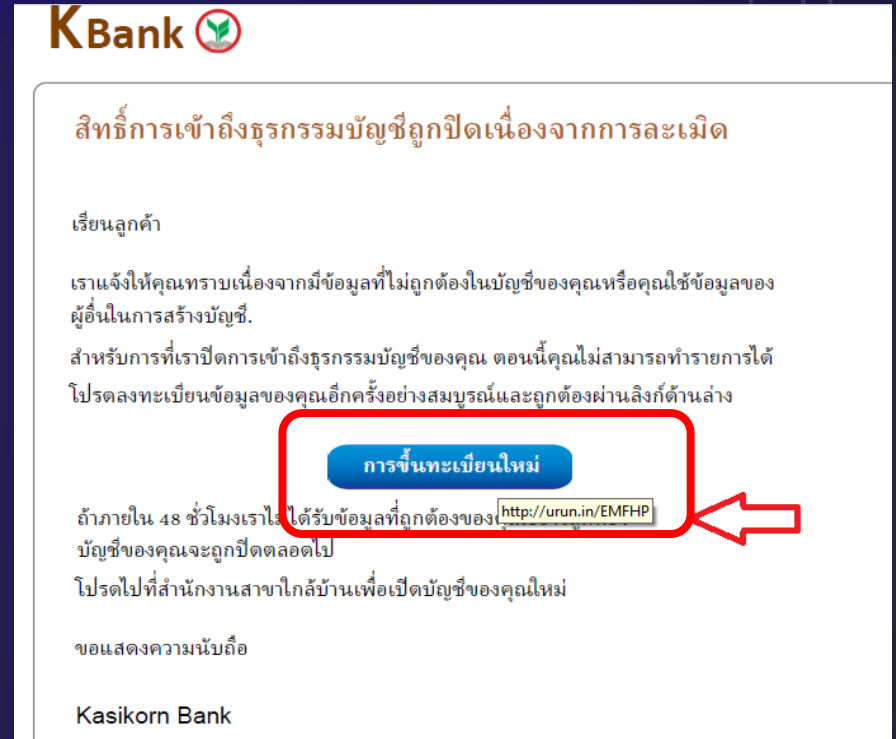 KBank
สิทธิ์การเข้าถึงธุรกรรมบัญชีถูกปิดเนื่องจากการละเมิด
เรียนลูกค้า
เราแจ้งให้คุณทราบเนื่องจากมีข้อมูลที่ไม่ถูกต้องในบัญชีของคุณหรือคุณใช้ข้อมูลของ
ผู้อื่นในการสร้างบัญชี.
สำหรับการที่เราปิดการเข้าถึงธุรกรรมบัญชีของคุณ ตอนนี้คุณไม่สามารถทำรายการได้
โปรดลงทะเบียนข้อมูลของคุณอีกครั้งอย่างสมบูรณ์และถูกต้องผ่านลิงก์ด้านล่าง
การขึ้นทะเบียนใหม่
http://urun.in/EMFHP
ถ้าภายใน 48 ชั่วโมงเราไม่ได้รับข้อมูลที่ถูกต้องของ
บัญชีของคุณจะถูกปิดตลอดไป
โปรดไปที่สำนักงานสาขาใกล้บ้านเพื่อเปิดบัญชีของคุณใหม่
ขอแสดงความนับถือ
Kasikorn Bank